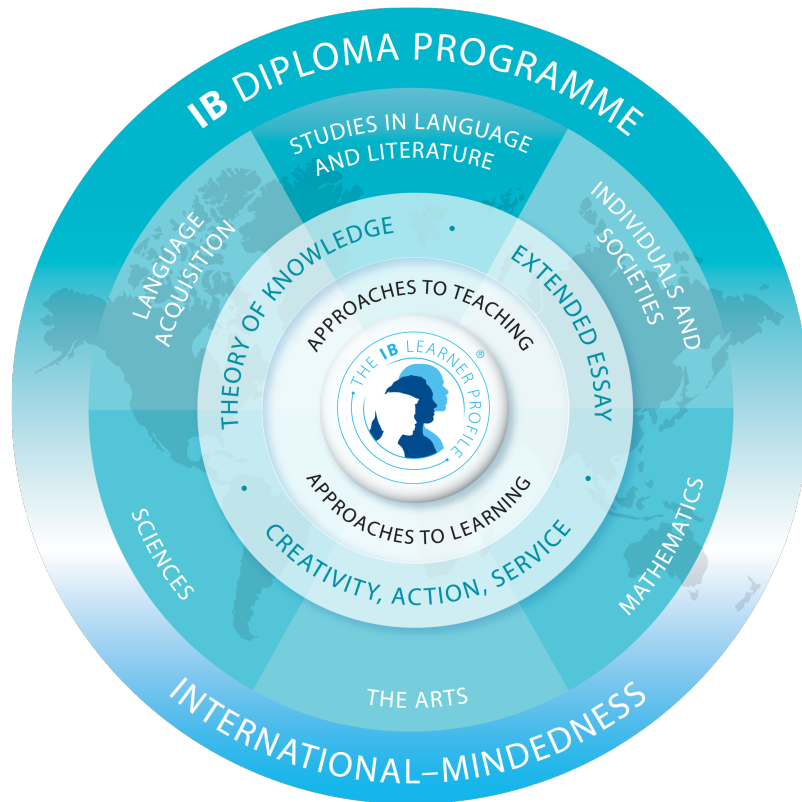 IB DIPLOMA PROGRAMME
STUDIES IN LANGUAGE
AND LITERATURE
LANGUAGE
ACQUISITION
INDIVIDUALS AND
SOCIETIES
THEORY OF KNOWLEDGE
EXTENDED ESSAY
APPROACHES TO TEACHING
THE IB LEARNER PROFILE ®
APPROACHES TO LEARNING
CREATIVITY, ACTION, SERVICE
SCIENCES
MATHEMATICS
THE ARTS
INTERNATIONAL–MINDEDNESS